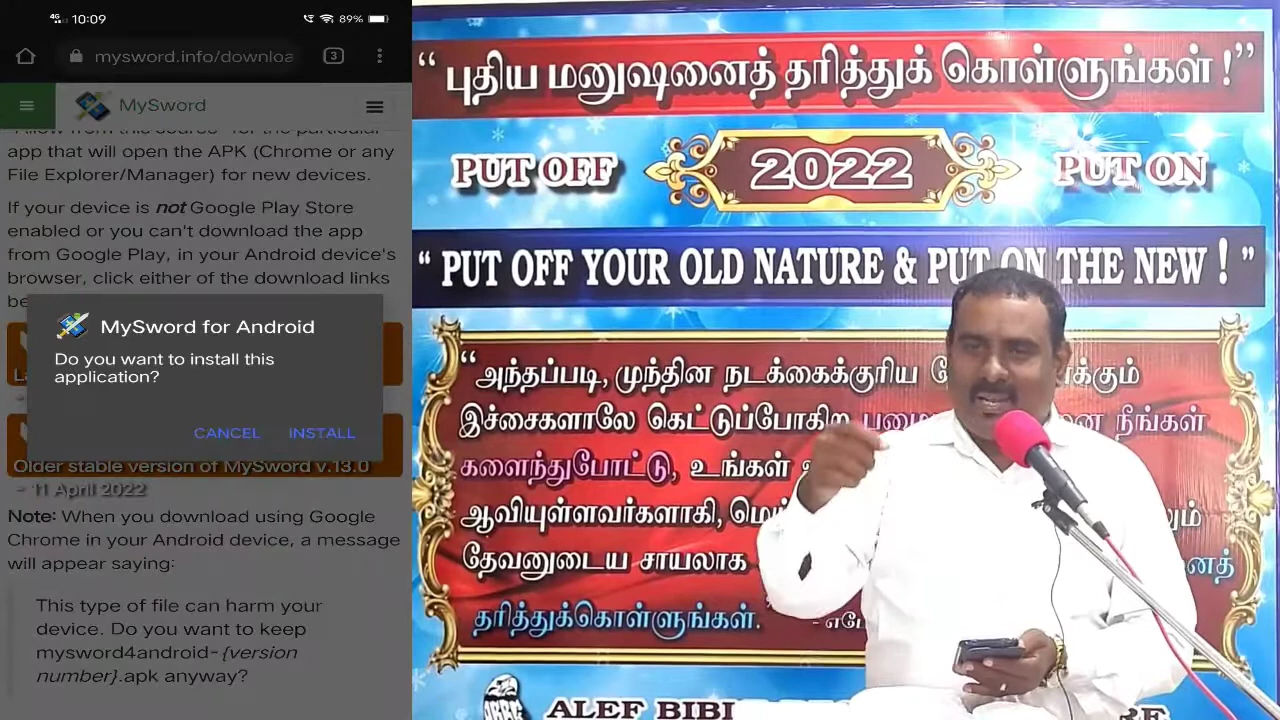 4G 10:09 89%
mysword.info/downloa 3
MySword
"Allow from this source" for the particular
app that will open the APK (Chrome or any
File Explorer/Manager) for new devices.
If your device is not Google Play Store
enabled or you can't download the app
from Google Play, in your Android device's
browser, click either of the download links
be
MySword for Android
Do you want to install this
application?
CANCEL INSTALL
Older stable version of MySword v.13.0
- 11 April 2022
Note: When you download using Google
Chrome in your Android device, a message
will appear saying:
This type of file can harm your
device. Do you want to keep
mysword4android-{version
number}.apk anyway?
“ புதிய மனுஷனைத் தரித்துக் கொள்ளுங்கள் ! ”
PUT OFF 2022 PUT ON
“ PUT OFF YOUR OLD NATURE & PUT ON THE NEW ! ”
“ அந்தப்படி, முந்தின நடக்கைக்குரிய
இச்சைகளாலே கெட்டுப்போகிற நீங்கள்
களைந்துபோட்டு, உங்கள்
ஆவியுள்ளவர்களாகி,
தேவனுடைய சாயலாக
தரித்துக்கொள்ளுங்கள்.
ALEF BIBL